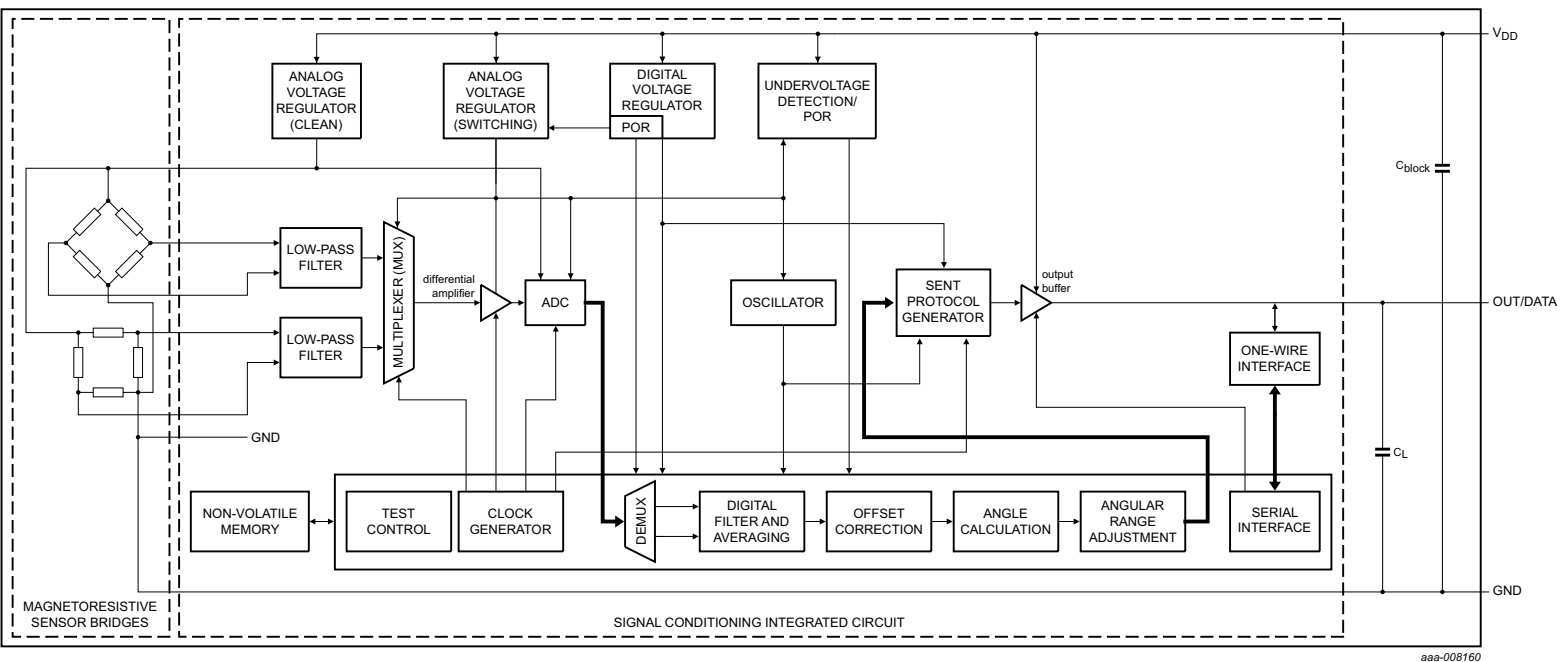 VDD
ANALOG
VOLTAGE
REGULATOR
(CLEAN)
ANALOG
VOLTAGE
REGULATOR
(SWITCHING)
DIGITAL
VOLTAGE
REGULATOR
POR
UNDERVOLTAGE
DETECTION/
POR
Cblock
LOW-PASS
FILTER
MULTIPLEXER (MUX)
differential
amplifier
ADC
OSCILLATOR
SENT
PROTOCOL
GENERATOR
output
buffer
OUT/DATA
LOW-PASS
FILTER
ONE-WIRE
INTERFACE
GND
CL
NON-VOLATILE
MEMORY
TEST
CONTROL
CLOCK
GENERATOR
DEMUX
DIGITAL
FILTER AND
AVERAGING
OFFSET
CORRECTION
ANGLE
CALCULATION
ANGULAR
RANGE
ADJUSTMENT
SERIAL
INTERFACE
GND
MAGNETORESISTIVE
SENSOR BRIDGES
SIGNAL CONDITIONING INTEGRATED CIRCUIT
aaa-008160